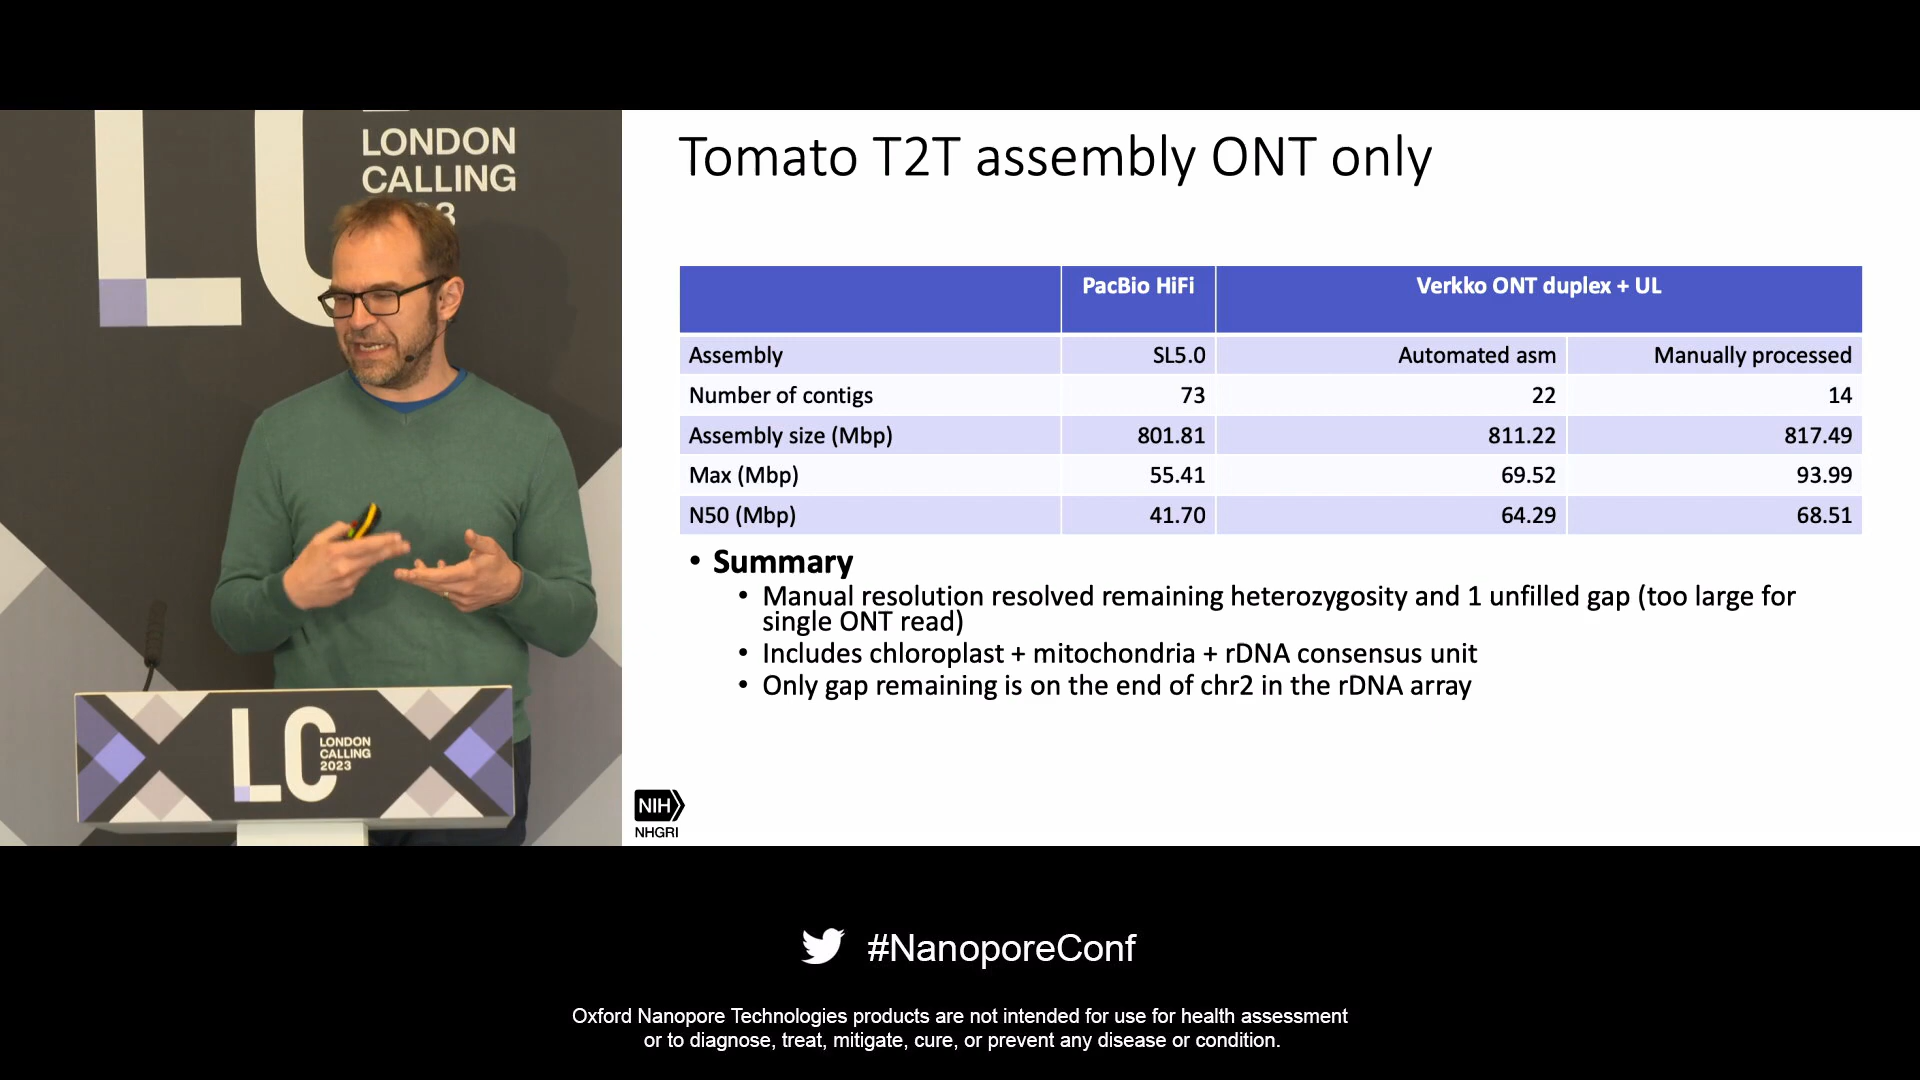 LC
LONDON
CALLING
3
LC
LONDON
CALLING
2023
Tomato T2T assembly ONT only
PacBio HiFi Verkko ONT duplex + UL
Assembly SL5.0 Automated asm Manually processed
Number of contigs 73 22 14
Assembly size (Mbp) 801.81 811.22 817.49
Max (Mbp) 55.41 69.52 93.99
N50 (Mbp) 41.70 64.29 68.51
• Summary
• Manual resolution resolved remaining heterozygosity and 1 unfilled gap (too large for
single ONT read)
• Includes chloroplast + mitochondria + rDNA consensus unit
• Only gap remaining is on the end of chr2 in the rDNA array
NIH
NHGRI
#NanoporeConf
Oxford Nanopore Technologies products are not intended for use for health assessment
or to diagnose, treat, mitigate, cure, or prevent any disease or condition.